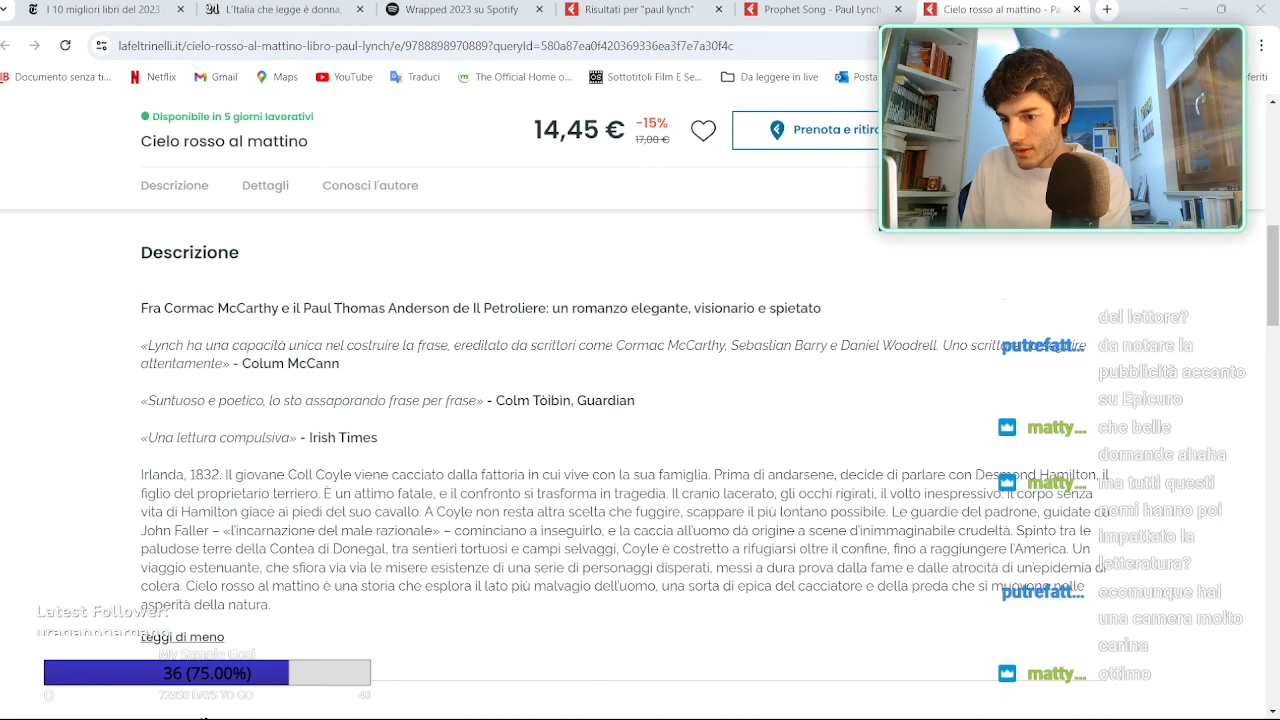 I 10 migliori libri del 2023
L'Italia che legge è donna,
Wrapped 2023 su Spotify
Risultati per "paul lynch"
Prophet Song - Paul Lynch
Cielo rosso al mattino - Pa
lafeltrinelli.it/cielo-rosso-al-mattino-libro-paul-lynch/e/9788889708897?queryId=580a87ea0f420369336ea3f7e7a30f4c
Documento senza ti...
Netflix
Gmail
Maps
YouTube
Traduci
The Official Home o...
Sottotitoli Film E Se...
Da leggere in italiano
Posta
eferiti
Disponibile in 5 giorni lavorativi
Cielo rosso al mattino
14,45 €
-15%
17,00 €
Prenota e ritira
Descrizione
Dettagli
Conosci l'autore
Descrizione
Fra Cormac McCarthy e il Paul Thomas Anderson de Il Petroliere: un romanzo elegante, visionario e spietato
«Lynch ha una capacità unica nel costruire la frase, ereditato da scrittori come Cormac McCarthy, Sebastian Barry e Daniel Woodrell. Uno scrittore da seguire
attentamente» - Colum McCann
«Suntuoso e poetico, lo sto assaporando frase per frase» - Colm Tòibìn, Guardian
«Una lettura compulsiva» - Irish Times
Irlanda, 1832. Il giovane Coll Coyle viene cacciato dalla fattoria in cui vive con la sua famiglia. Prima di andarsene, decide di parlare con Desmond Hamilton, il
figlio del proprietario terriero. È un attimo fatale, e il confronto si trasforma in tragedia. Il cranio lacerato, gli occhi rigirati, il volto inespressivo: il corpo senza
vita di Hamilton giace ai piedi del suo cavallo. A Coyle non resta altra scelta che fuggire, scappare il più lontano possibile. Le guardie del padrone, guidate da
John Faller – «l'incarnazione del male razionale» – cominciano a inseguirlo, e la caccia all'uomo dà origine a scene d'inimmaginabile crudeltà. Spinto tra le
paludose terre della Contea di Donegal, tra sentieri tortuosi e campi selvaggi, Coyle è costretto a rifugiarsi oltre il confine, fino a raggiungere l'America. Un
viaggio estenuante, che sfiora via via le misere esistenze di una serie di personaggi disperati, messi a dura prova dalla fame e dalle atrocità di un'epidemia di
colera. Cielo rosso al mattino è una storia che esplora il lato più malvagio dell'uomo, una sorta di epica del cacciatore e della preda che si muovono nelle
asperità della natura.
Leggi di meno
Latest Follower:
My Sample Goal
36 (75.00%)
0
DAYS TO GO
48
del lettore?
putrefatt... da notare la
pubblicità accanto
su Epicuro
matty... che belle
domande ahaha
matty... ma tutti questi
nomi hanno poi
impattato la
letteratura?
putrefatt... ecomunque hai
una camera molto
carina
matty... ottimo